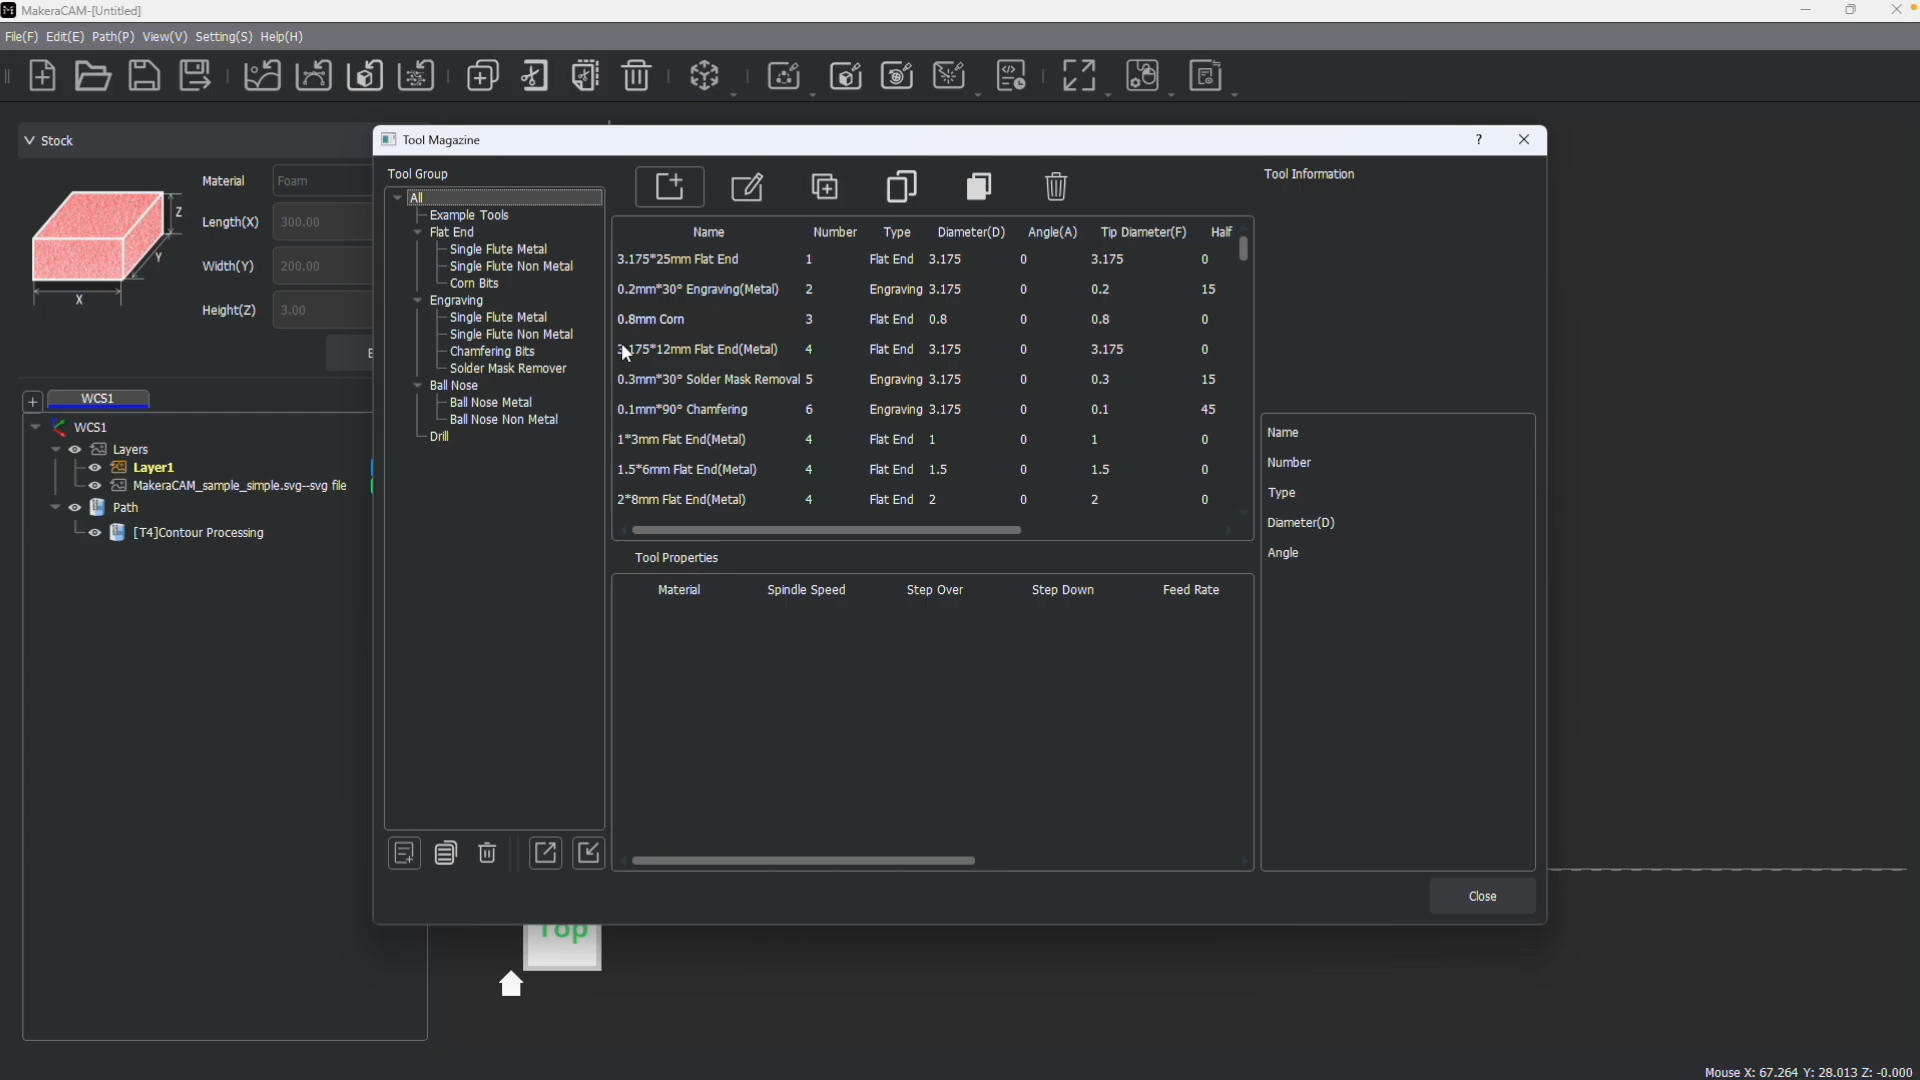 MakeraCAM-[Untitled]
File(F) Edit(E) Path(P) View(V) Setting(S) Help(H)
Stock
Material Foam
Length(X) 300.00
Width(Y) 200.00
Height(Z) 3.00
Z
Y
X
WCS1
WCS1
Layers
Layer1
MakeraCAM_sample_simple.svg--svg file
Path
[T4]Contour Processing
Tool Magazine
?
Tool Group
All
Example Tools
Flat End
Single Flute Metal
Single Flute Non Metal
Corn Bits
Engraving
Single Flute Metal
Single Flute Non Metal
Chamfering Bits
Solder Mask Remover
Ball Nose
Ball Nose Metal
Ball Nose Non Metal
Drill
Name Number Type Diameter(D) Angle(A) Tip Diameter(F) Half
3.175*25mm Flat End 1 Flat End 3.175 0 3.175 0
0.2mm*30° Engraving(Metal) 2 Engraving 3.175 0 0.2 15
0.8mm Corn 3 Flat End 0.8 0 0.8 0
175*12mm Flat End(Metal) 4 Flat End 3.175 0 3.175 0
0.3mm*30° Solder Mask Removal 5 Engraving 3.175 0 0.3 15
0.1mm*90° Chamfering 6 Engraving 3.175 0 0.1 45
1*3mm Flat End(Metal) 4 Flat End 1 0 1 0
1.5*6mm Flat End(Metal) 4 Flat End 1.5 0 1.5 0
2*8mm Flat End(Metal) 4 Flat End 2 0 2 0
Tool Properties
Material Spindle Speed Step Over Step Down Feed Rate
Tool Information
Name
Number
Type
Diameter(D)
Angle
Close
Top
Mouse X: 67.264 Y: 28.013 Z: -0.000